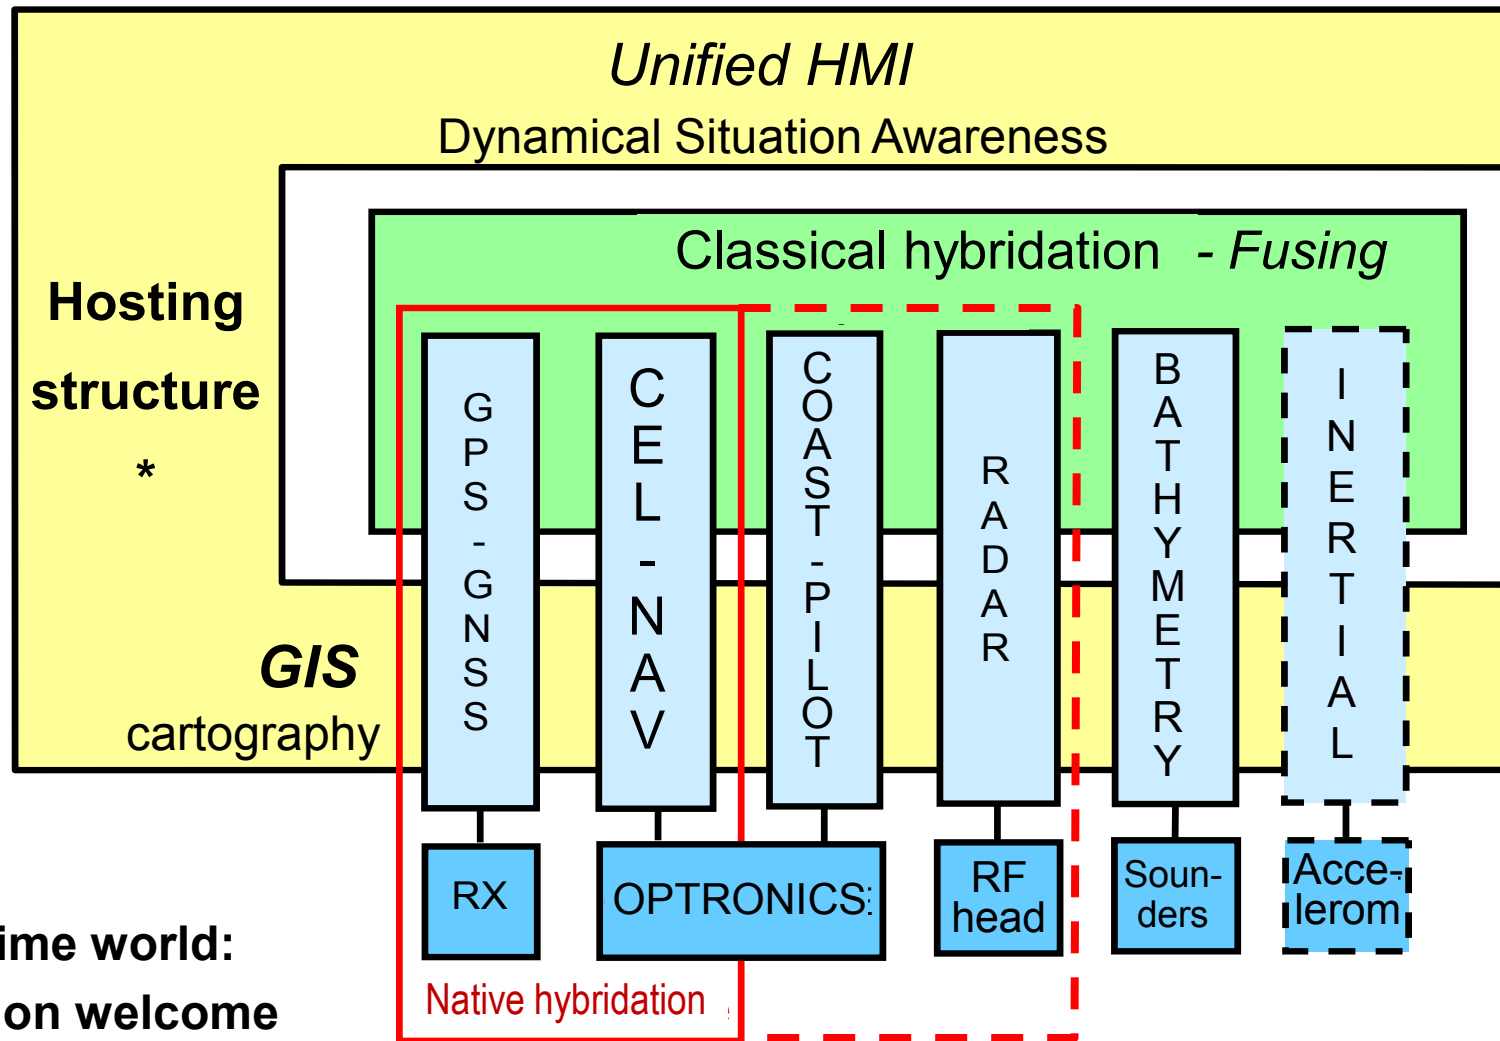 Unified HMI
Dynamical Situation Awareness
Classical hybridation - Fusing
Hosting
structure
*
GPS-GNSS
CEL-NAV
COAST-PILOT
RADAR
BATHYMETRY
INERTIAL
GIS
cartography
RX
OPTRONICS
RF
head
Soun-
ders
Acce-
lerom
Native hybridation
ime world:
on welcome